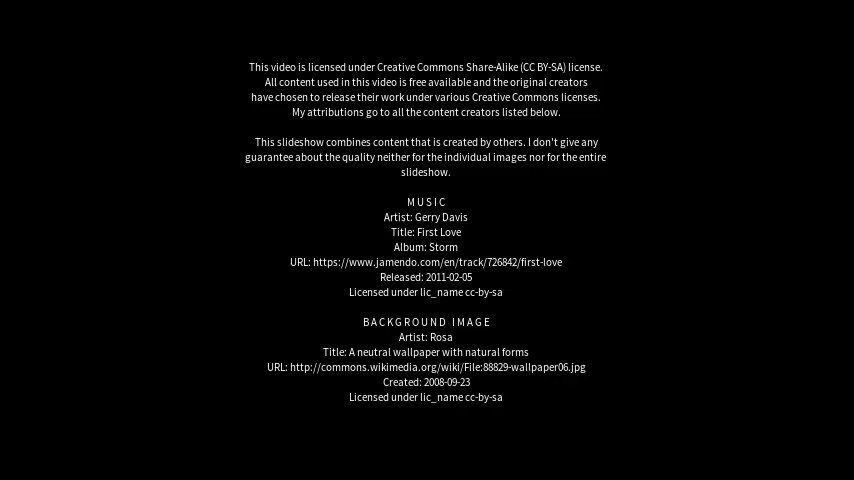 This video is licensed under Creative Commons Share-Alike (CC BY-SA) license.
All content used in this video is free available and the original creators
have chosen to release their work under various Creative Commons licenses.
My attributions go to all the content creators listed below.
This slideshow combines content that is created by others. I don't give any
guarantee about the quality neither for the individual images nor for the entire
slideshow.
M U S I C
Artist: Gerry Davis
Title: First Love
Album: Storm
URL: https://www.jamendo.com/en/track/726842/first-love
Released: 2011-02-05
Licensed under lic_name cc-by-sa
B A C K G R O U N D   I M A G E
Artist: Rosa
Title: A neutral wallpaper with natural forms
URL: http://commons.wikimedia.org/wiki/File:88829-wallpaper06.jpg
Created: 2008-09-23
Licensed under lic_name cc-by-sa